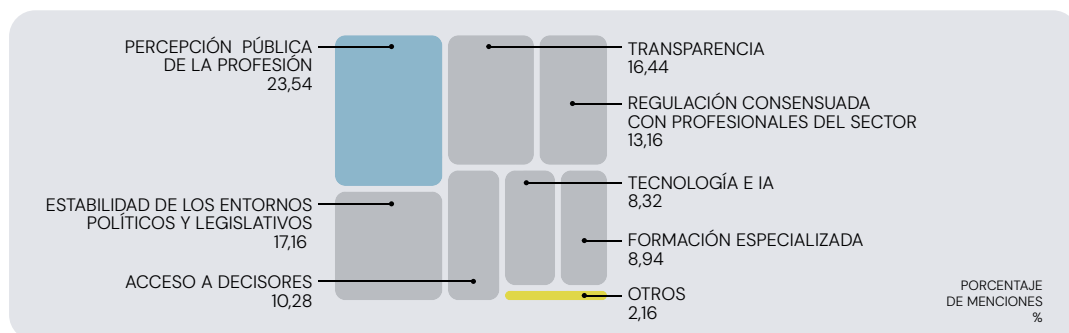 PERCEPCIÓN PÚBLICA
DE LA PROFESIÓN
23,54
ESTABILIDAD DE LOS ENTORNOS
POLÍTICOS Y LEGISLATIVOS
17,16
ACCESO A DECISORES
10,28
TRANSPARENCIA
16,44
REGULACIÓN CONSENSUADA
CON PROFESIONALES DEL SECTOR
13,16
TECNOLOGÍA E IA
8,32
FORMACIÓN ESPECIALIZADA
8,94
OTROS
2,16
PORCENTAJE
DE MENCIONES
%